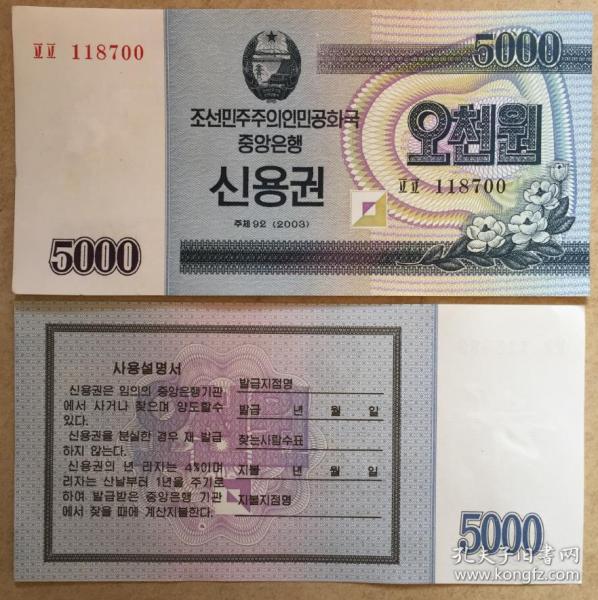 ㅍㅍ 118700
5000
조선민주주의인민공화국
중앙은행
오천원
신용권
ㅍㅍ 118700
주체92 (2003)
5000
사용설명서
신용권은 임의의 중앙은행기관
에서 사거나 찾으며 양도할수
있다.
신용권을 분실한 경우 재 발급
하지 않는다.
신용권의 년 리자는 4%이며
리자는 산날부터 1년을 주기로
하여 발급받은 중앙은행 기관
에서 찾을 때에 계산지불한다.
발급지점명
발급 년 월 일
찾는사람수표
지불 년 월 일
지불지점명
5000
孔夫子旧书网
www.kongfz.com